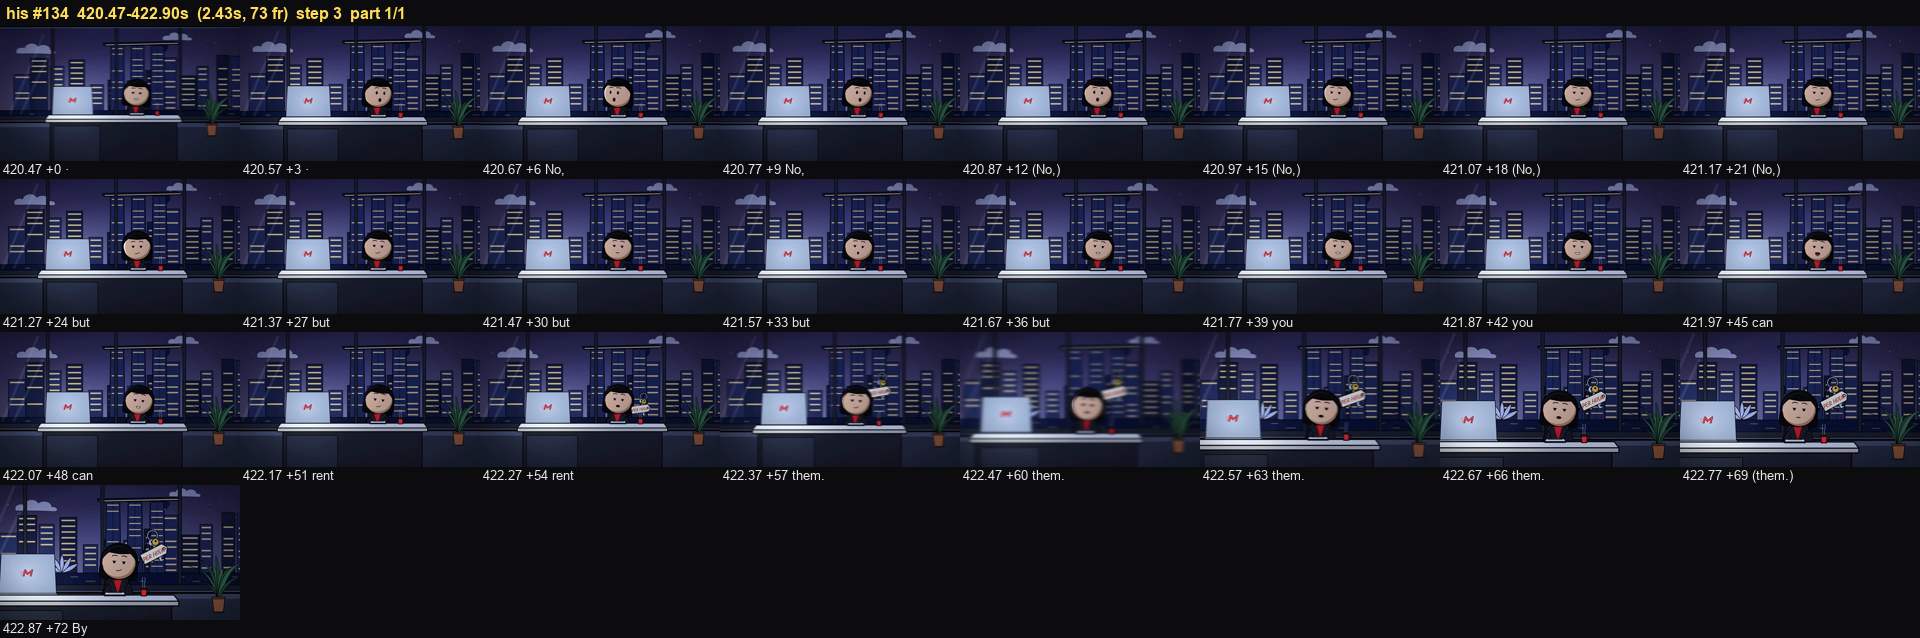 his #134 420.47-422.90s (2.43s, 73 fr) step 3 part 1/1
420.47 +0 ·
420.57 +3 ·
420.67 +6 No,
420.77 +9 No,
420.87 +12 (No,)
420.97 +15 (No,)
421.07 +18 (No,)
421.17 +21 (No,)
421.27 +24 but
421.37 +27 but
421.47 +30 but
421.57 +33 but
421.67 +36 but
421.77 +39 you
421.87 +42 you
421.97 +45 can
422.07 +48 can
422.17 +51 rent
422.27 +54 rent
422.37 +57 them.
422.47 +60 them.
422.57 +63 them.
422.67 +66 them.
422.77 +69 (them.)
PER HOUR
422.87 +72 By